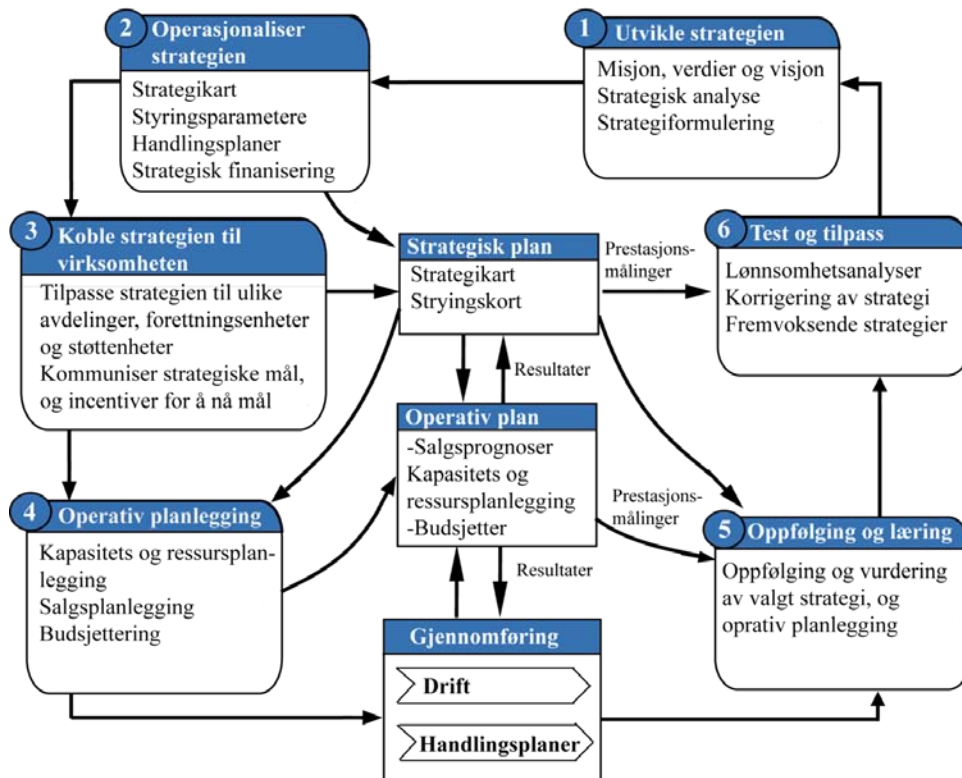 1 Utvikle strategien
Misjon, verdier og visjon
Strategisk analyse
Strategiformulering
2 Operasjonaliser
strategien
Strategikart
Styringsparametere
Handlingsplaner
Strategisk finanisering
3 Koble strategien til
virksomheten
Tilpasse strategien til ulike
avdelinger, forettningsenheter
og støttenheter
Kommuniser strategiske mål,
og incentiver for å nå mål
Strategisk plan
Strategikart
Stryingskort
Prestasjons-
målinger
6 Test og tilpass
Lønnsomhetsanalyser
Korrigering av strategi
Fremvoksende strategier
Resultater
Operativ plan
-Salgsprognoser
Kapasitets og
ressursplanlegging
-Budsjetter
Prestasjons-
målinger
4 Operativ planlegging
Kapasitets og ressursplan-
legging
Salgsplanlegging
Budsjettering
5 Oppfølging og læring
Oppfølging og vurdering
av valgt strategi, og
oprativ planlegging
Resultater
Gjennomføring
Drift
Handlingsplaner